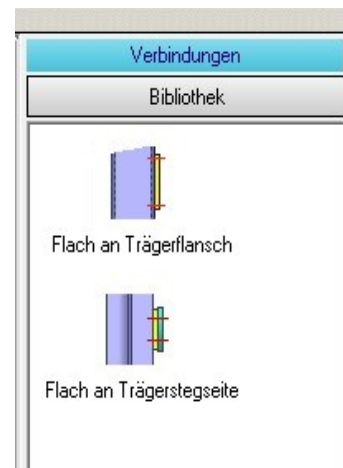 Verbindungen
Bibliothek
Flach an Trägerflansch
Flach an Trägerstegseite